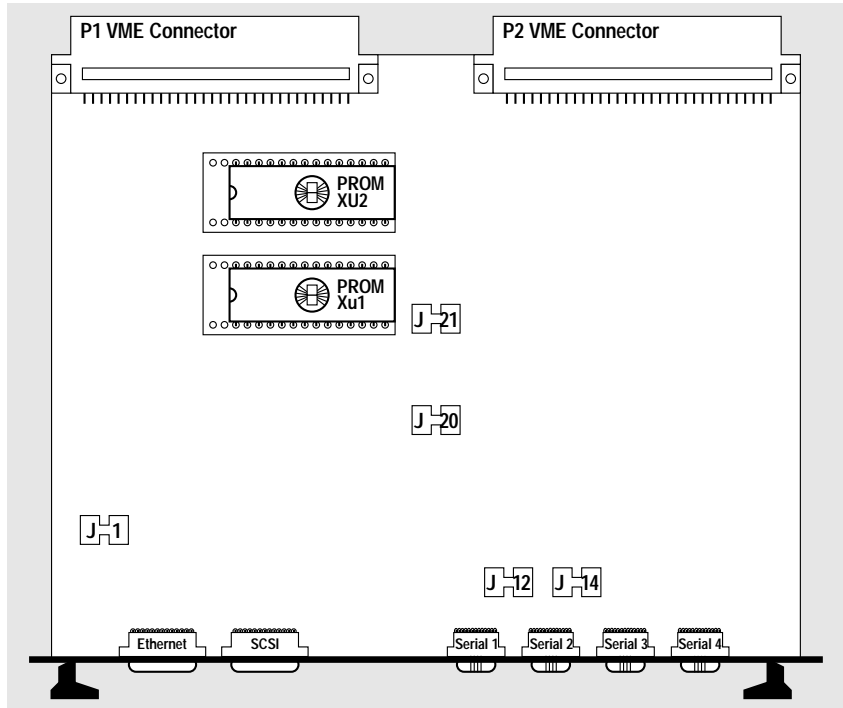 P1 VME Connector
P2 VME Connector
PROM
XU2
PROM
Xu1
J 21
J 20
J 1
J 12
J 14
Ethernet
SCSI
Serial 1
Serial 2
Serial 3
Serial 4